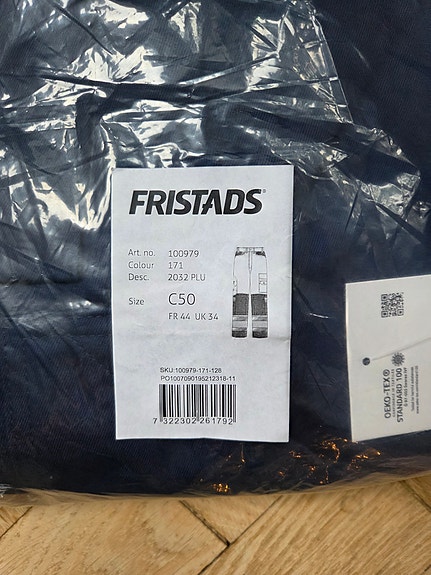 FRISTADS®
Art. no. 100979
Colour 171
Desc. 2032 PLU
Size C50
FR 44 UK 34
SKU:100979-171-128
PO1007090195212318-11
7 322302 261792
OEKO-TEX®
STANDARD 100